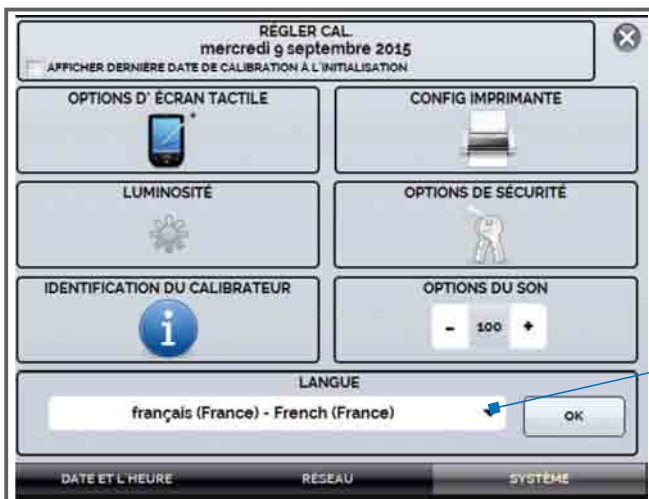 RÉGLER CAL.
mercredi 9 septembre 2015
AFFICHER DERNIÈRE DATE DE CALIBRATION À L'INITIALISATION
OPTIONS D' ÉCRAN TACTILE
CONFIG IMPRIMANTE
LUMINOSITÉ
OPTIONS DE SÉCURITÉ
IDENTIFICATION DU CALIBRATEUR
OPTIONS DU SON
- 100 +
LANGUE
français (France) - French (France)
OK
DATE ET L'HEURE
RÉSEAU
SYSTÈME